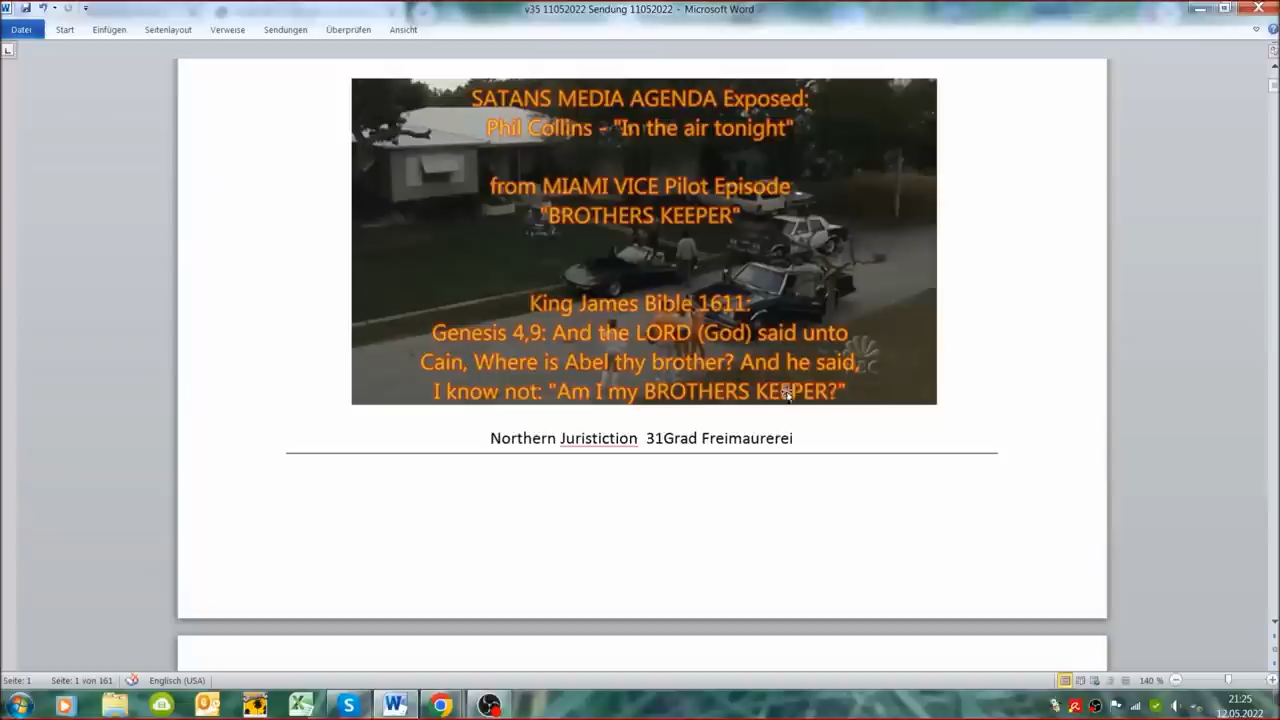 v35 11052022 Sendung 11052022 - Microsoft Word
Datei Start Einfügen Seitenlayout Verweise Sendungen Überprüfen Ansicht
SATANS MEDIA AGENDA Exposed:
Phil Collins - "In the air tonight"
from MIAMI VICE Pilot Episode
"BROTHERS KEEPER"
King James Bible 1611:
Genesis 4,9: And the LORD (God) said unto
Cain, Where is Abel thy brother? And he said,
I know not: "Am I my BROTHERS KEEPER?"
Northern Juristiction 31Grad Freimaurerei
Seite: 1 Seite: 1 von 161 Englisch (USA) 140 %
21:25
12.05.2022